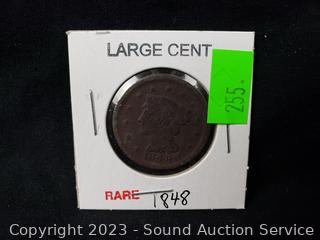 LARGE CENT
255.
RARE 1848
Copyright © 2023 - Sound Auction Service